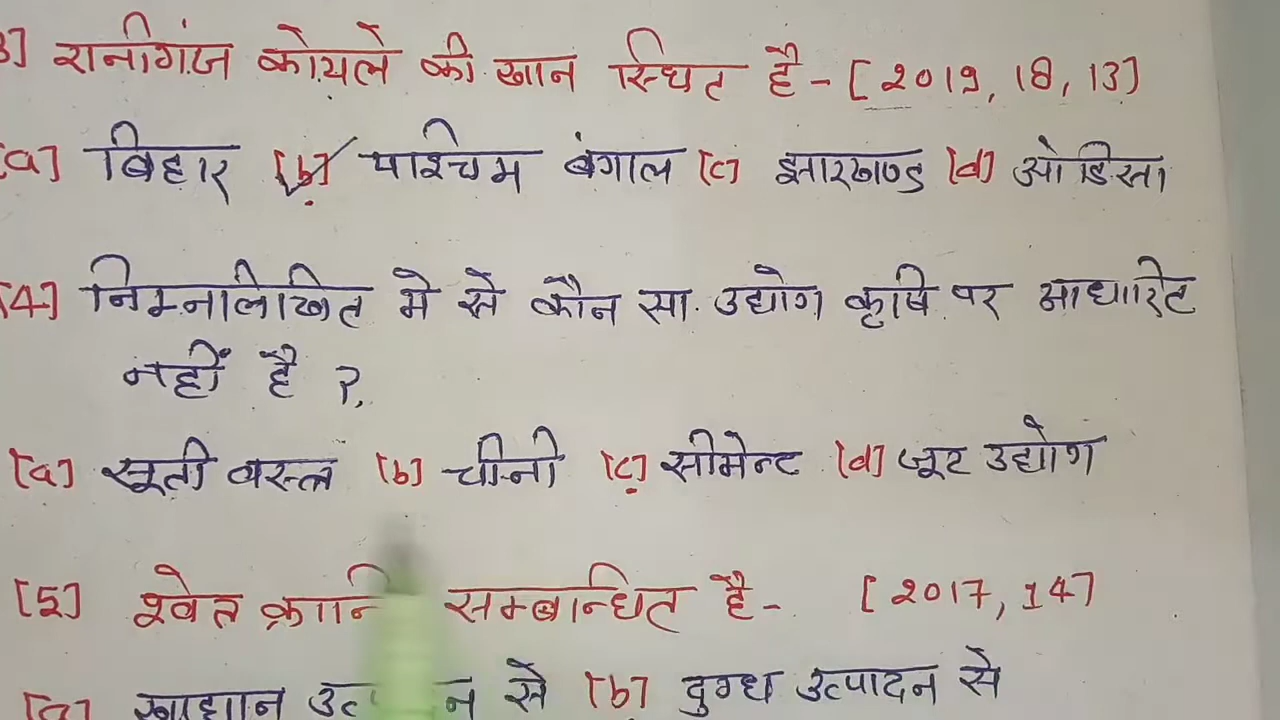 3] रानीगंज कोयले की खान स्थित है - [2019, 18, 13]
[a] बिहार [b] पश्चिम बंगाल [c] झारखण्ड [d] ओडिसा
[4] निम्नलिखित मे से कौन सा उद्योग कृषि पर आधारित
नहीं है ?
[a] सूती वस्त्र [b] चीनी [c] सीमेन्ट [d] जूट उद्योग
[5] श्वेत क्रान्ति सम्बन्धित है - [2017, 14]
[a] खाद्यान से [b] दुग्ध उत्पादन से